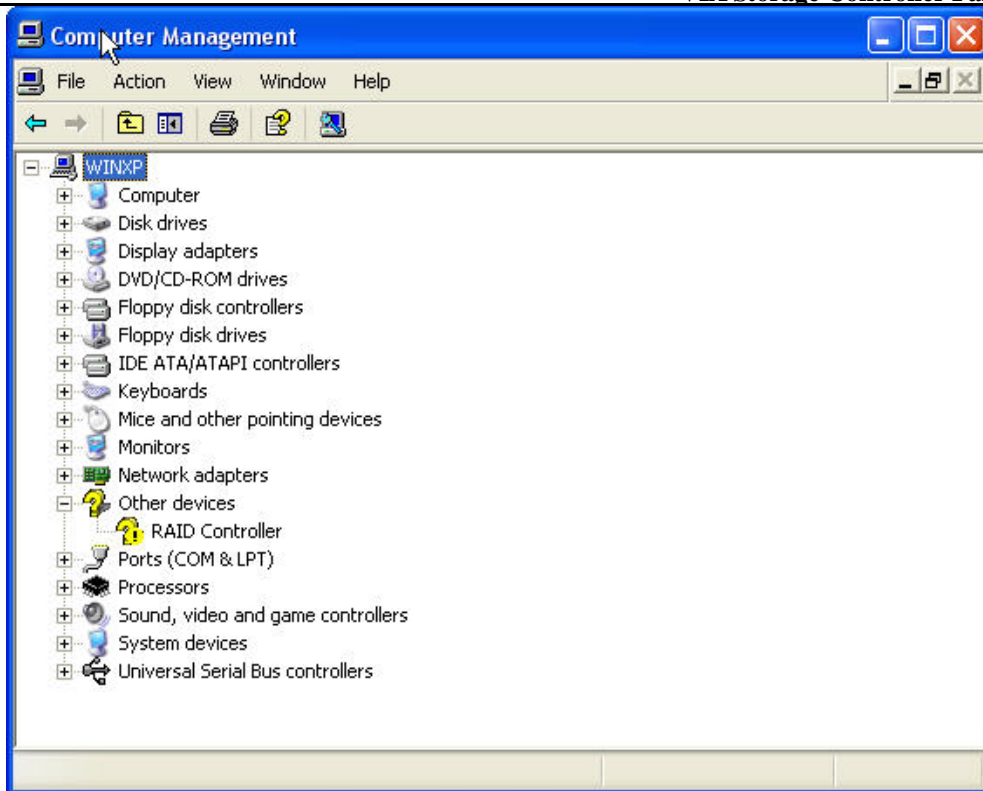 Storage Controller
Computer Management
File Action View Window Help
WINXP
Computer
Disk drives
Display adapters
DVD/CD-ROM drives
Floppy disk controllers
Floppy disk drives
IDE ATA/ATAPI controllers
Keyboards
Mice and other pointing devices
Monitors
Network adapters
Other devices
RAID Controller
Ports (COM & LPT)
Processors
Sound, video and game controllers
System devices
Universal Serial Bus controllers